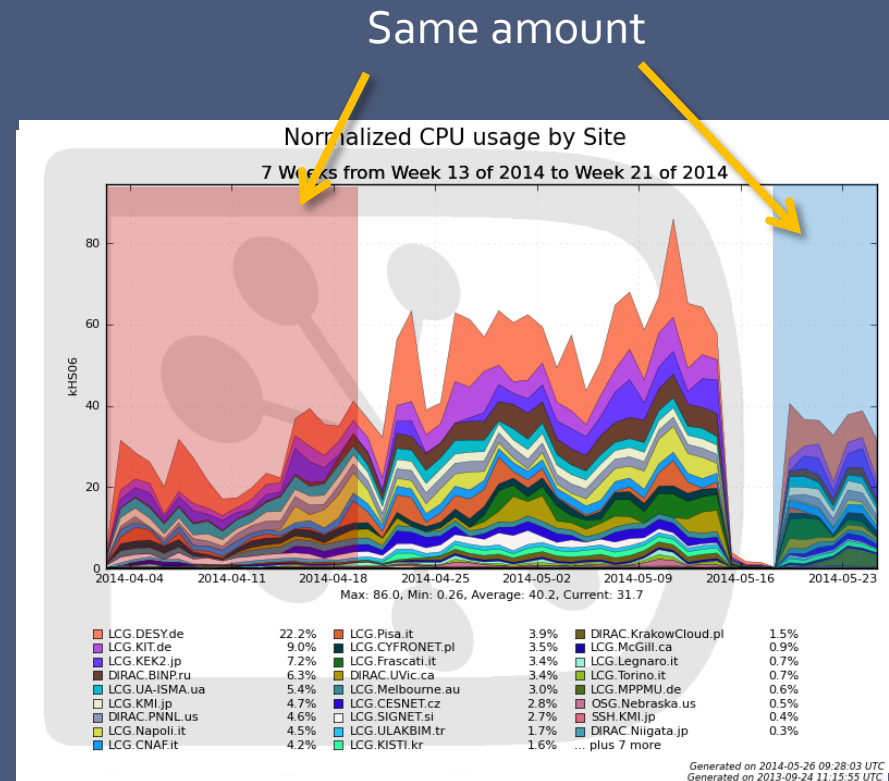 Same amount
Normalized CPU usage by Site
7 Weeks from Week 13 of 2014 to Week 21 of 2014
80
60
40
20
0
kHS06
2014-04-04 2014-04-11 2014-04-18 2014-04-25 2014-05-02 2014-05-09 2014-05-16 2014-05-23
Max: 86.0, Min: 0.26, Average: 40.2, Current: 31.7
LCG.DESY.de 22.2% LCG.Pisa.it 3.9% DIRAC.KrakowCloud.pl 1.5%
LCG.KIT.de 9.0% LCG.CYFRONET.pl 3.5% LCG.McGill.ca 0.9%
LCG.KEK2.jp 7.2% LCG.Frascati.it 3.4% LCG.Legnaro.it 0.7%
DIRAC.BINP.ru 6.3% DIRAC.UVic.ca 3.4% LCG.Torino.it 0.7%
LCG.UA-ISMA.ua 5.4% LCG.Melbourne.au 3.0% LCG.MPPMU.de 0.6%
LCG.KMI.jp 4.7% LCG.CESNET.cz 2.8% OSG.Nebraska.us 0.5%
DIRAC.PNNL.us 4.6% LCG.SIGNET.si 2.7% SSH.KMI.jp 0.4%
LCG.Napoli.it 4.5% LCG.ULAKBIM.tr 1.7% DIRAC.Niigata.jp 0.3%
LCG.CNAF.it 4.2% LCG.KISTI.kr 1.6% ... plus 7 more
Generated on 2014-05-26 09:28:03 UTC
Generated on 2013-09-24 11:15:55 UTC